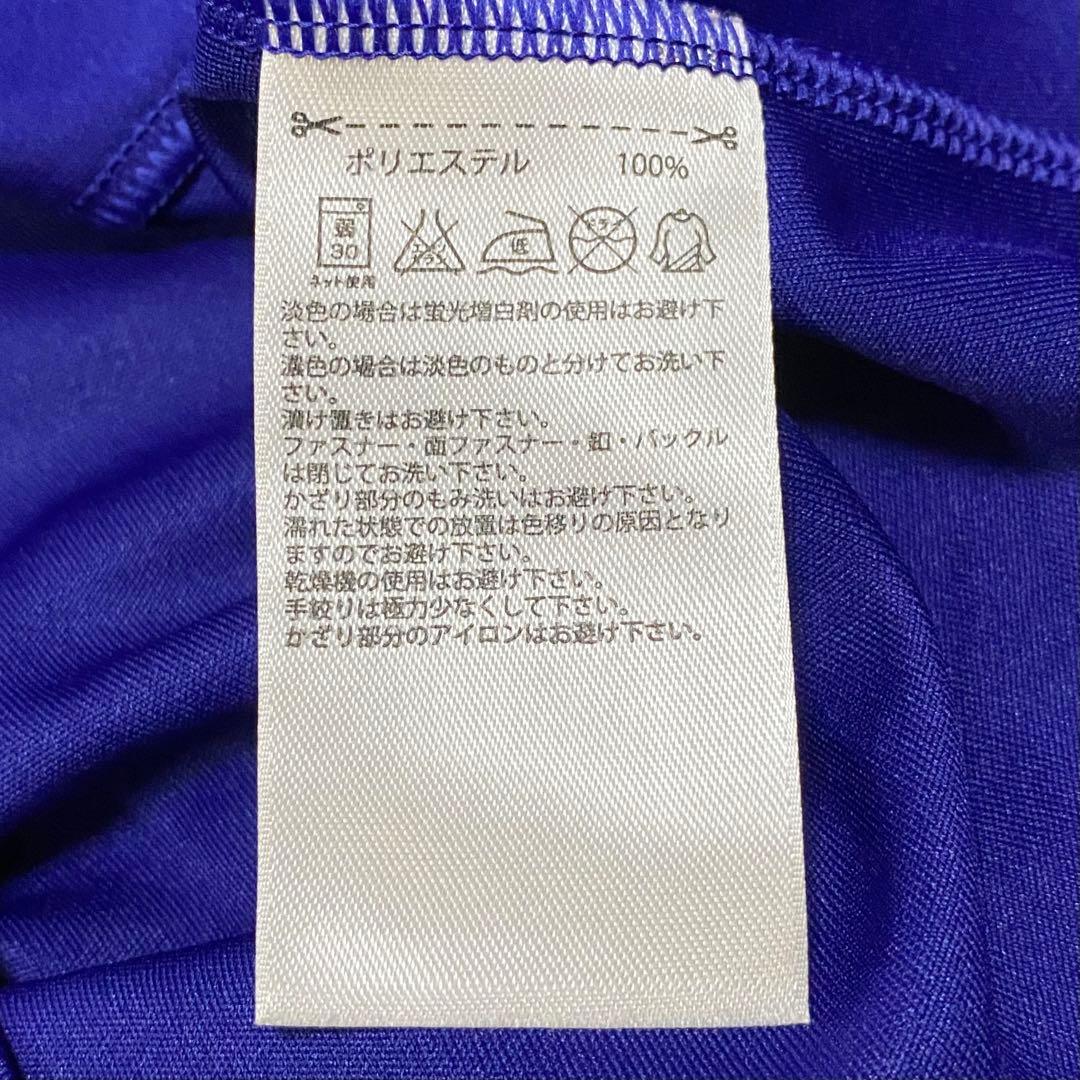 ポリエステル 100%
弱 エンソサラシ 低 ドライ
30
ネット使用
淡色の場合は蛍光増白剤の使用はお避け下
さい。
濃色の場合は淡色のものと分けてお洗い下
さい。
漬け置きはお避け下さい。
ファスナー・面ファスナー・釦・バックル
は閉じてお洗い下さい。
かざり部分のもみ洗いはお避け下さい。
濡れた状態での放置は色移りの原因となり
ますのでお避け下さい。
乾燥機の使用はお避け下さい。
手絞りは極力少なくして下さい。
かざり部分のアイロンはお避け下さい。